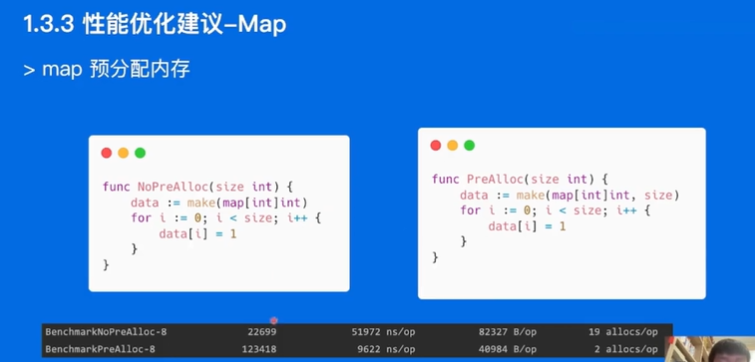 1.3.3 性能优化建议-Map
> map 预分配内存
func NoPreAlloc(size int) {
    data := make(map[int]int)
    for i := 0; i < size; i++ {
        data[i] = 1
    }
}
func PreAlloc(size int) {
    data := make(map[int]int, size)
    for i := 0; i < size; i++ {
        data[i] = 1
    }
}
BenchmarkNoPreAlloc-8 22699 51972 ns/op 82327 B/op 19 allocs/op
BenchmarkPreAlloc-8 123418 9622 ns/op 40984 B/op 2 allocs/op